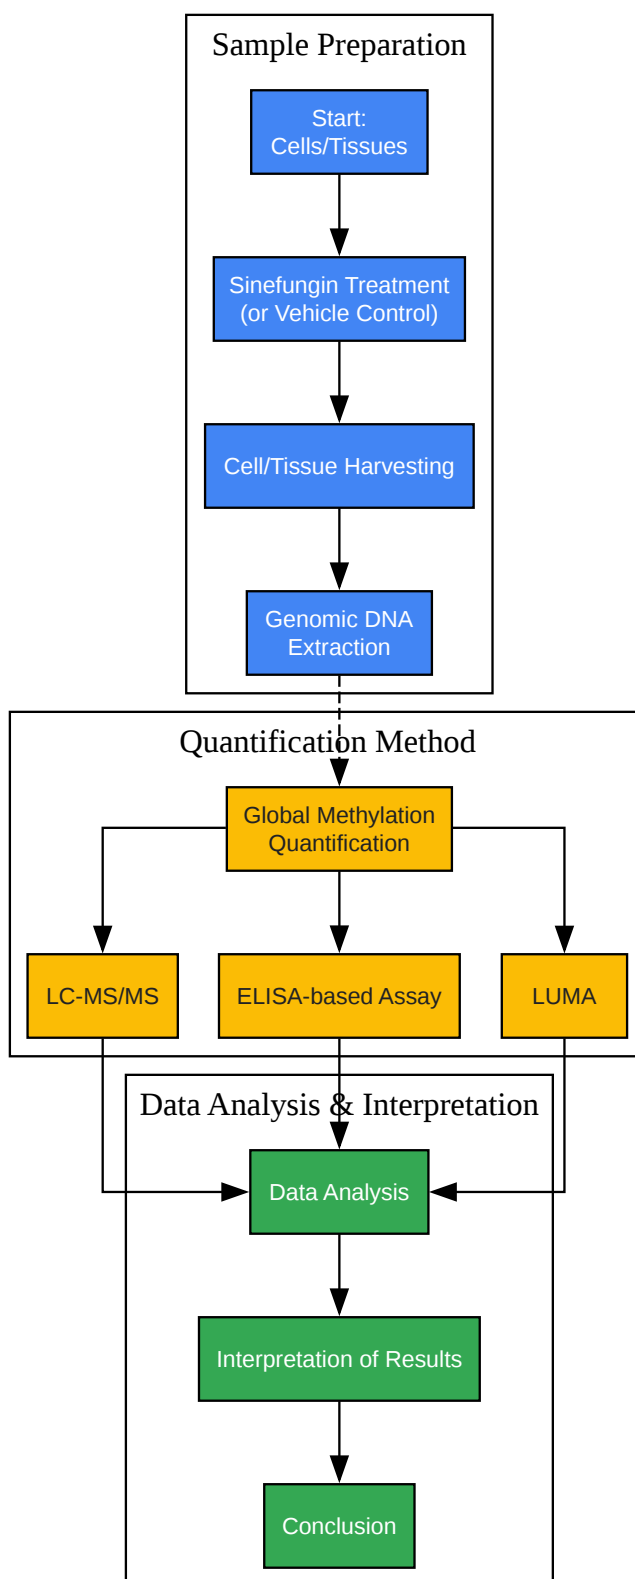 Sample Preparation
Start:
Cells/Tissues
Sinefungin Treatment
(or Vehicle Control)
Cell/Tissue Harvesting
Genomic DNA
Extraction
Quantification Method
Global Methylation
Quantification
LC-MS/MS
ELISA-based Assay
LUMA
Data Analysis & Interpretation
Data Analysis
Interpretation of Results
Conclusion